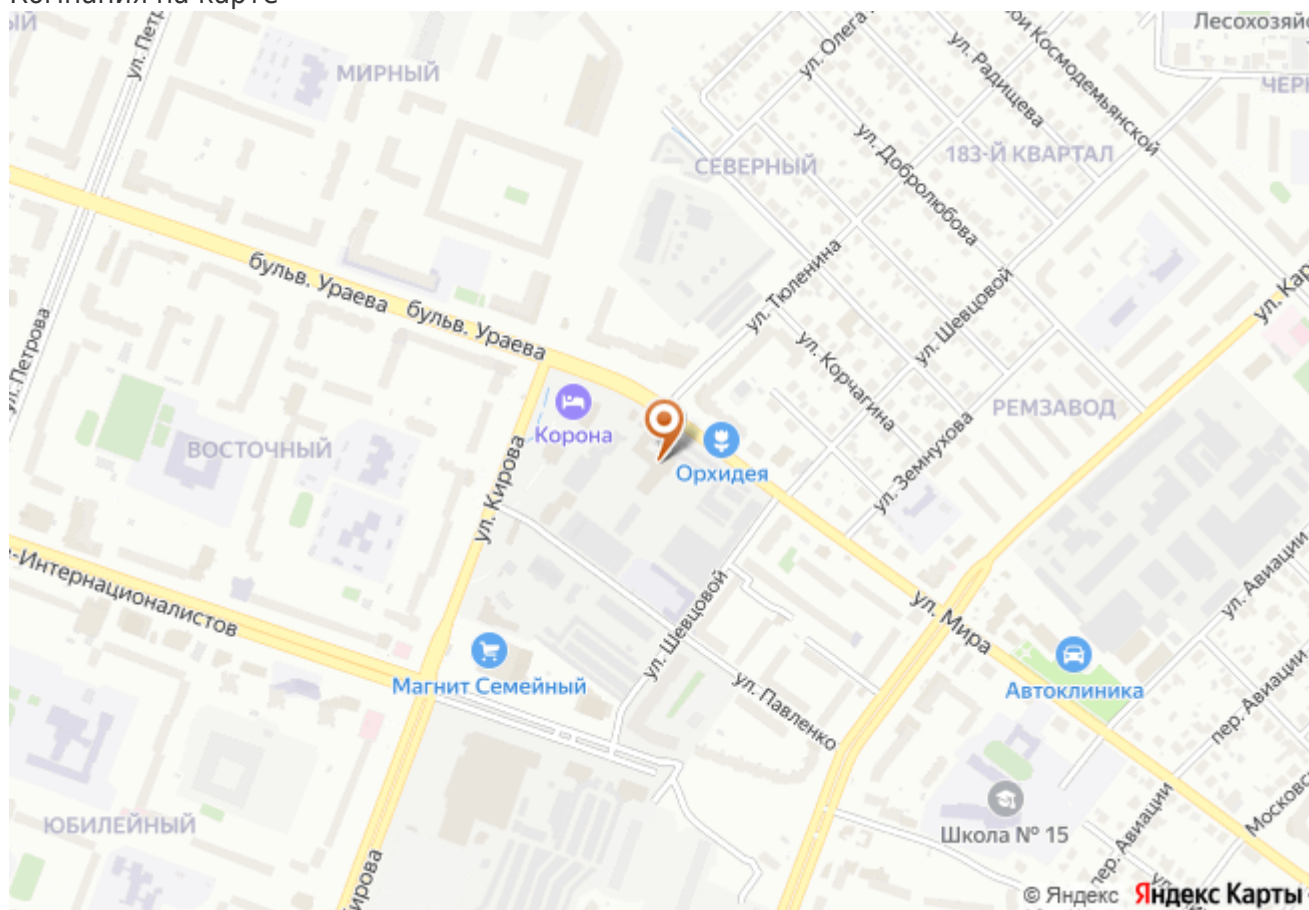 Компания на карте
Лесохозяй
ый
ул. Петр
МИРНЫЙ
ул. Олега
ул. Радищева
ои Космодемьянской
ЧЕР
СЕВЕРНЫЙ
183-Й КВАРТАЛ
ул. Добролюбова
бульв. Ураева
бульв. Ураева
ул. Тюленина
ул. Шевцовой
ул. Кар
ул. Петрова
ул. Корчагина
РЕМЗАВОД
Корона
ВОСТОЧНЫЙ
Орхидея
ул. Земнухова
ул. Кирова
-Интернационалистов
ул. Шевцовой
ул. Мира
ул. Авиации
Магнит Семейный
ул. Павленко
Автоклиника
пер. Авиации
ЮБИЛЕЙНЫЙ
Школа № 15
пер. Авиации
Московс
ирова
© Яндекс Яндекс Карты